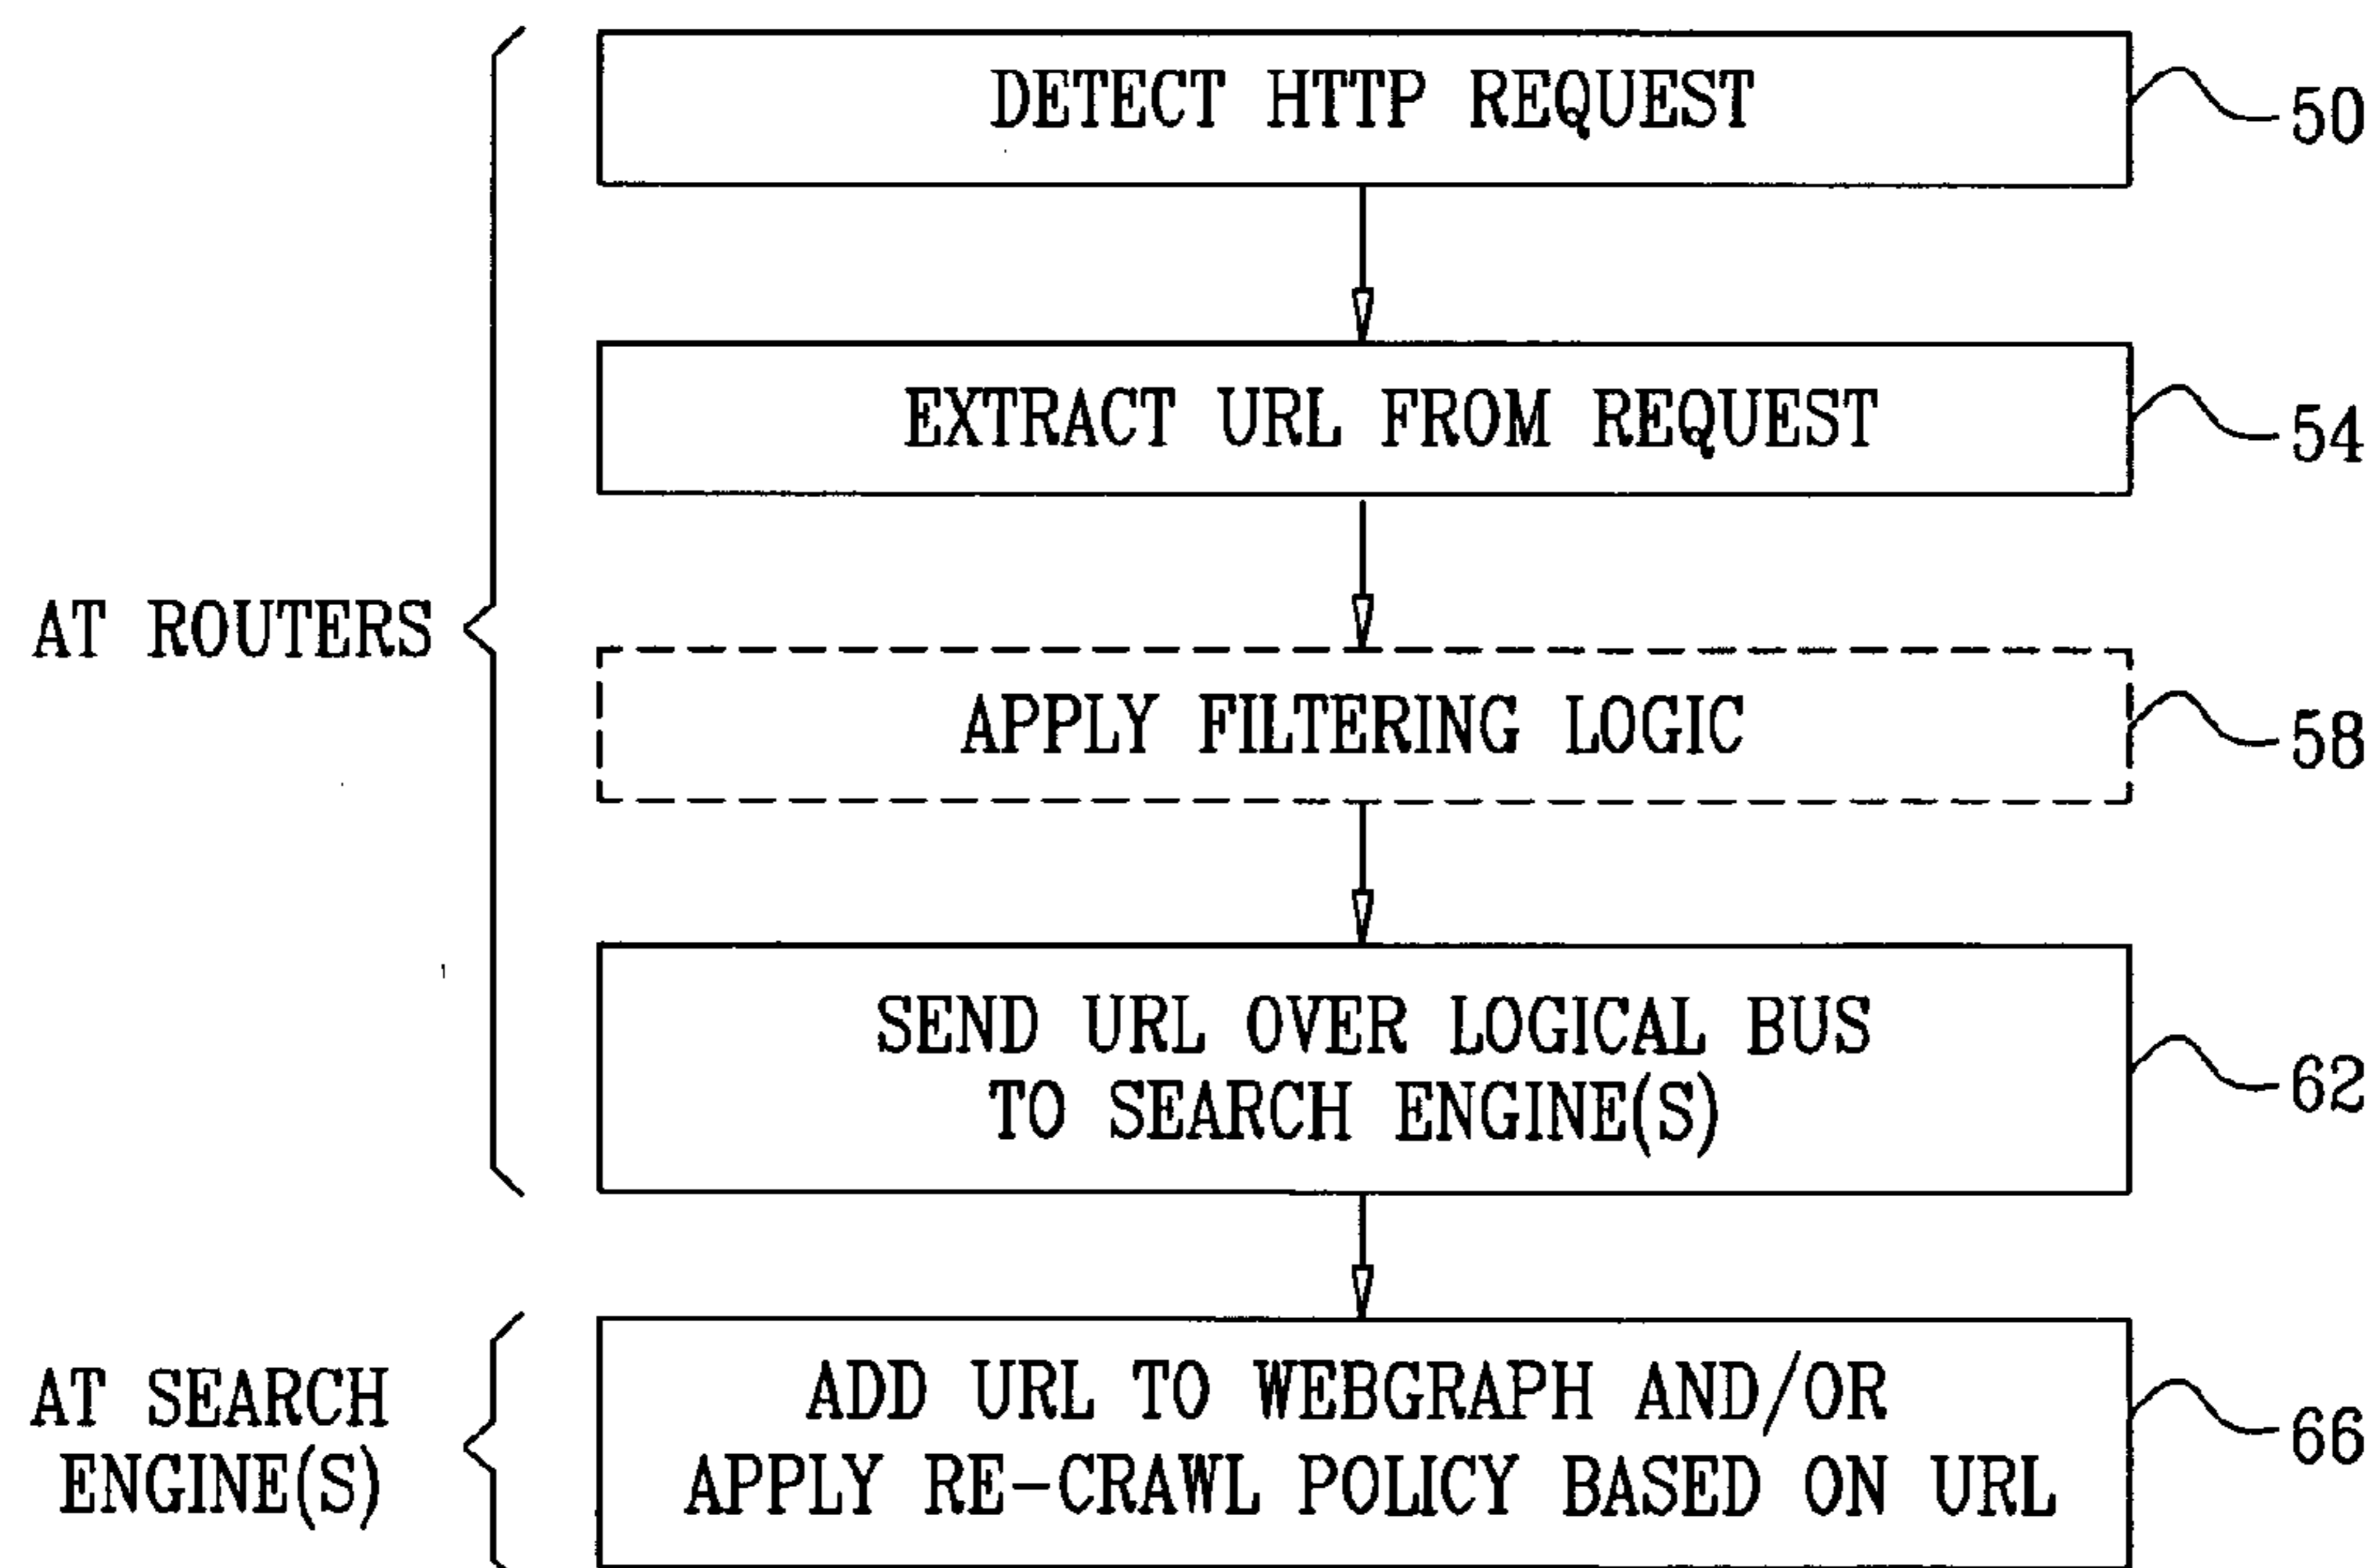 DETECT HTTP REQUEST
50
EXTRACT URL FROM REQUEST
54
AT ROUTERS
APPLY FILTERING LOGIC
58
SEND URL OVER LOGICAL BUS
TO SEARCH ENGINE(S)
62
AT SEARCH
ENGINE(S)
ADD URL TO WEBGRAPH AND/OR
APPLY RE-CRAWL POLICY BASED ON URL
66